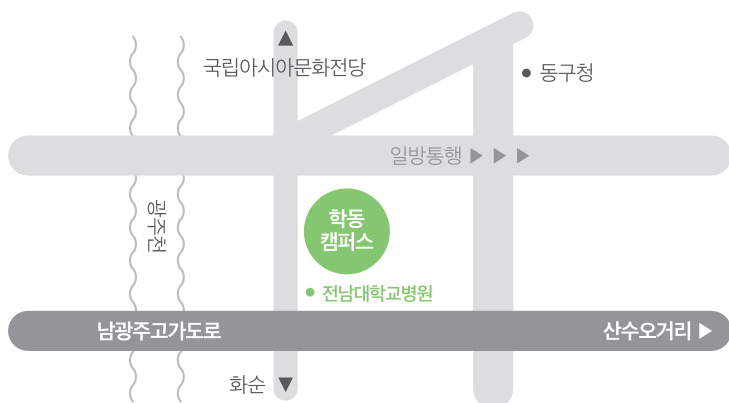 국립아시아문화전당 ▲
동구청
일방통행 ▶ ▶ ▶
광주천
학동
캠퍼스
전남대학교병원
남광주고가도로
산수오거리 ▶
화순 ▼